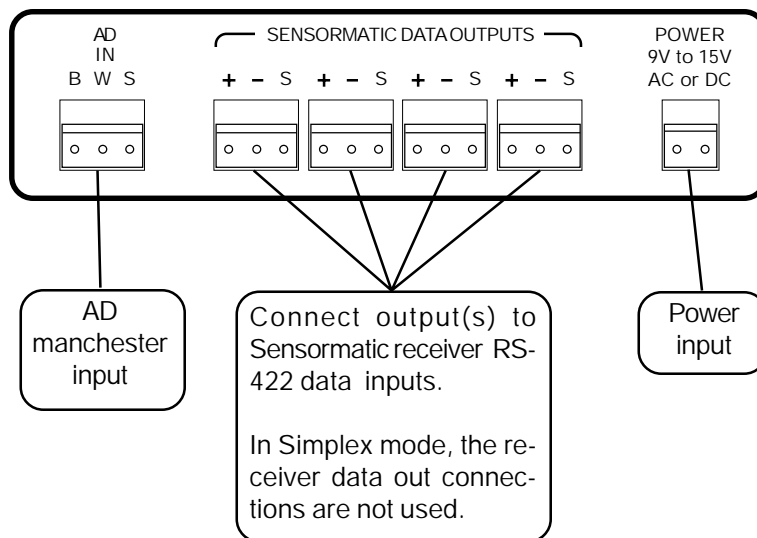 AD
IN
B W S
SENSORMATIC DATA OUTPUTS
+ − S + − S + − S + − S
POWER
9V to 15V
AC or DC
AD
manchester
input
Connect output(s) to
Sensormatic receiver RS-
422 data inputs.
In Simplex mode, the re-
ceiver data out connec-
tions are not used.
Power
input